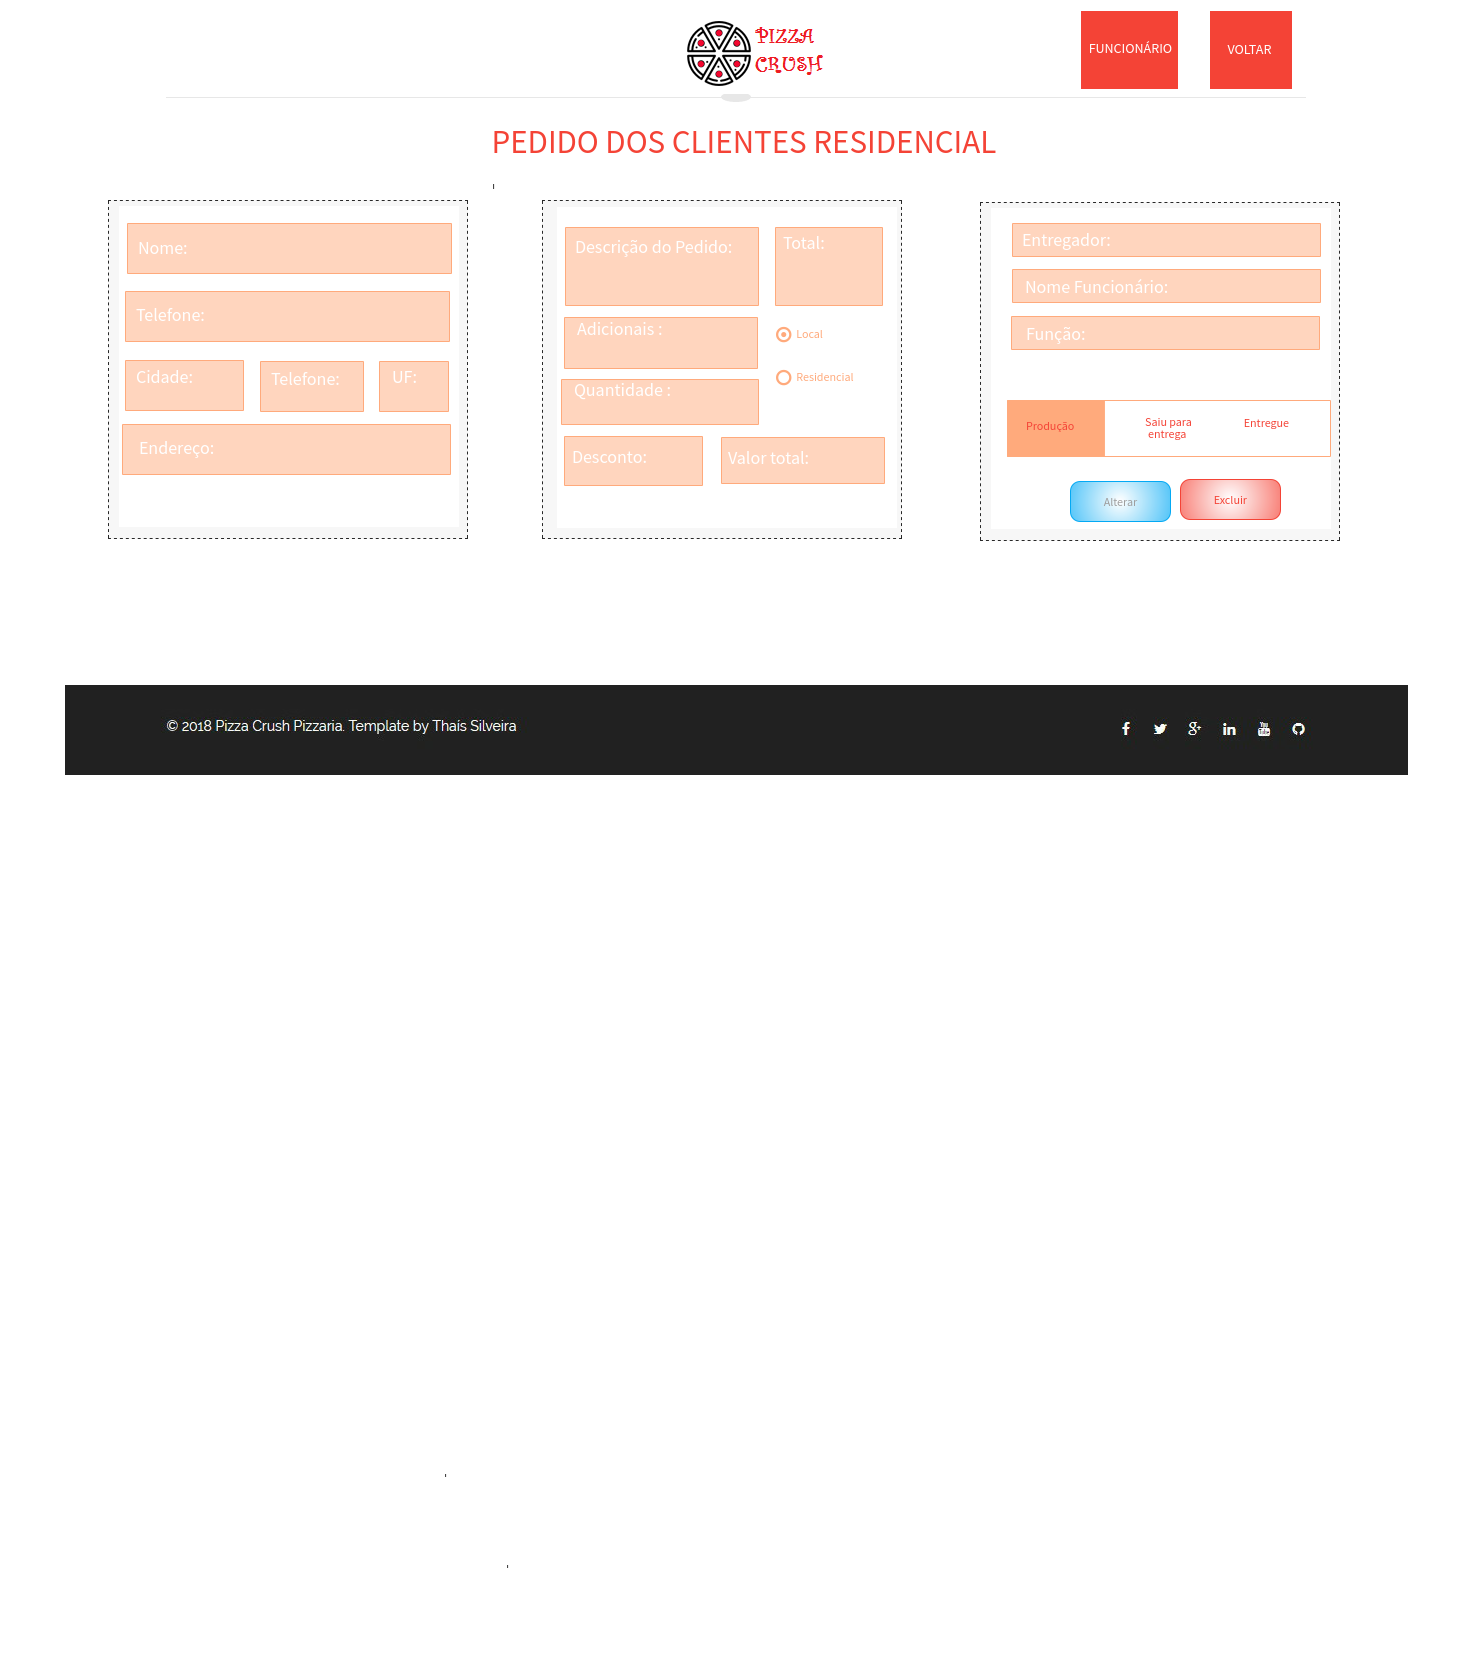 PIZZA
CRUSH
FUNCIONÁRIO
VOLTAR
PEDIDO DOS CLIENTES RESIDENCIAL
Nome:
Telefone:
Cidade:
Telefone:
UF:
Endereço:
Descrição do Pedido:
Total:
Adicionais :
Local
Residencial
Quantidade :
Desconto:
Valor total:
Entregador:
Nome Funcionário:
Função:
Produção
Saiu para
entrega
Entregue
Alterar
Excluir
© 2018 Pizza Crush Pizzaria. Template by Thaís Silveira